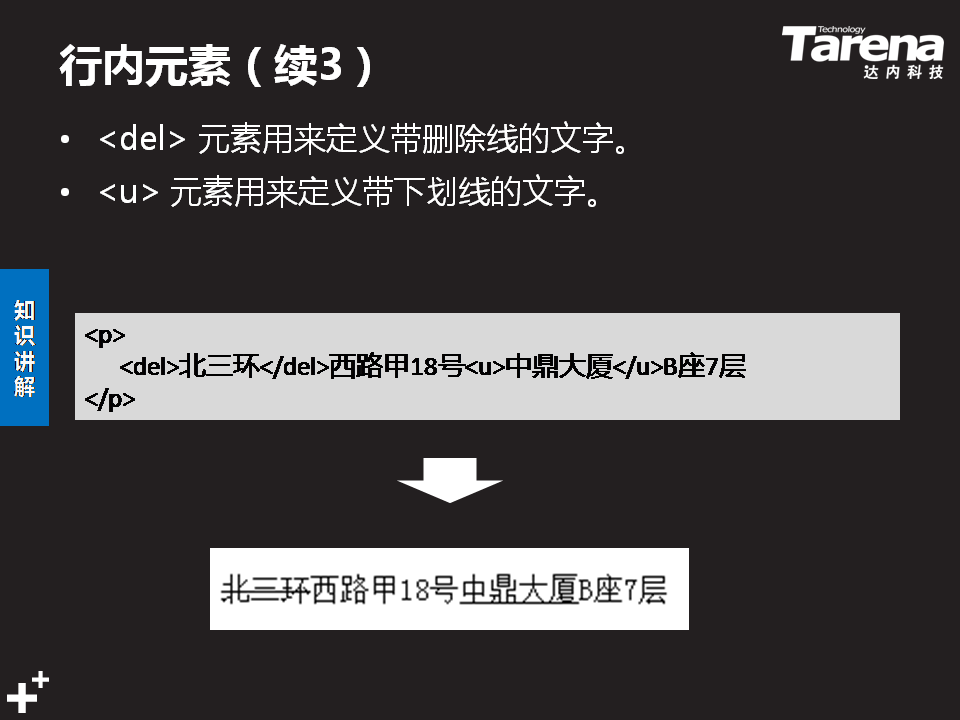 行内元素（续3）
Technology
Tarena
达内科技
• <del> 元素用来定义带删除线的文字。
• <u> 元素用来定义带下划线的文字。
知识讲解
<p>
<del>北三环</del>西路甲18号<u>中鼎大厦</u>B座7层
</p>
北三环西路甲18号中鼎大厦B座7层